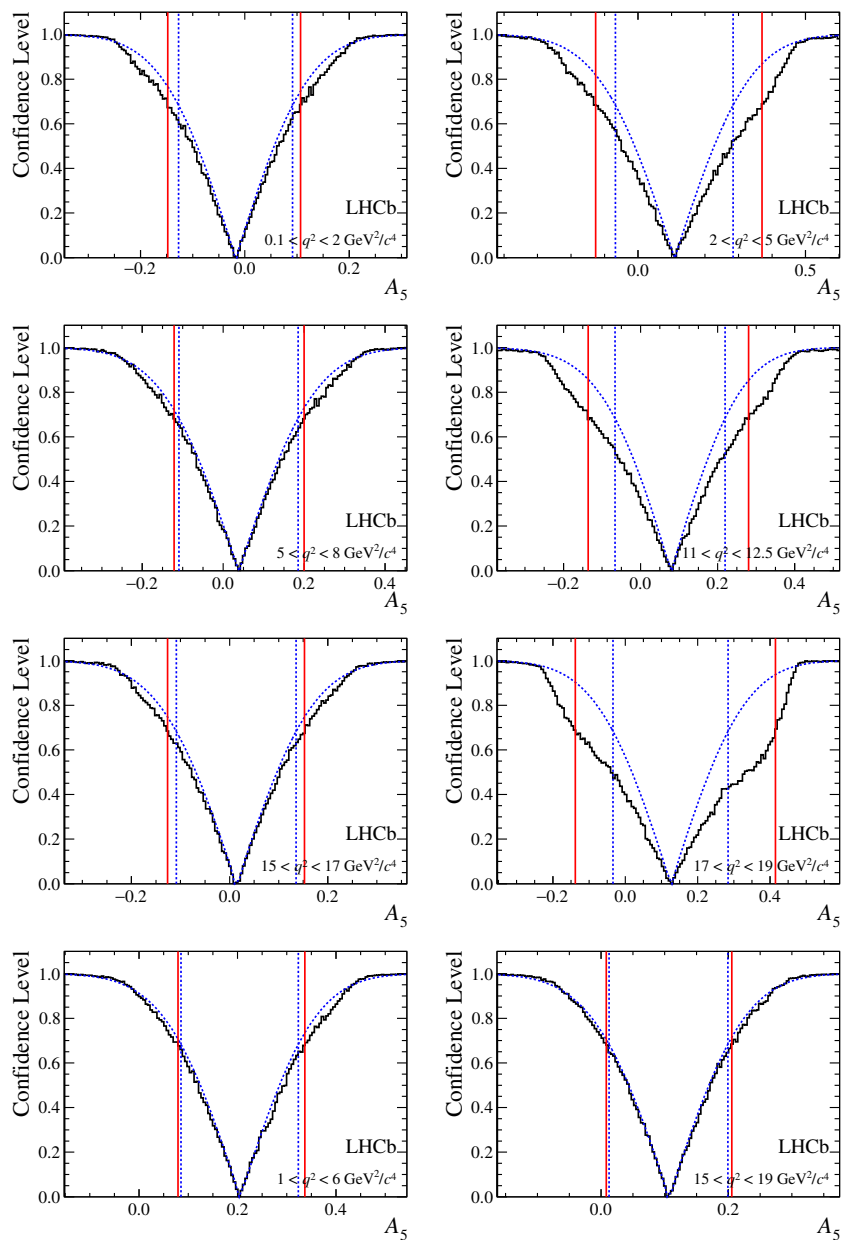 Confidence Level
1.0
0.8
0.6
0.4
0.2
0.0
LHCb
0.1 < q² < 2 GeV²/c⁴
−0.2 0.0 0.2
A₅
Confidence Level
1.0
0.8
0.6
0.4
0.2
0.0
LHCb
2 < q² < 5 GeV²/c⁴
0.0 0.5
A₅
Confidence Level
1.0
0.8
0.6
0.4
0.2
0.0
LHCb
5 < q² < 8 GeV²/c⁴
−0.2 0.0 0.2 0.4
A₅
Confidence Level
1.0
0.8
0.6
0.4
0.2
0.0
LHCb
11 < q² < 12.5 GeV²/c⁴
−0.2 0.0 0.2 0.4
A₅
Confidence Level
1.0
0.8
0.6
0.4
0.2
0.0
LHCb
15 < q² < 17 GeV²/c⁴
−0.2 0.0 0.2
A₅
Confidence Level
1.0
0.8
0.6
0.4
0.2
0.0
LHCb
17 < q² < 19 GeV²/c⁴
−0.2 0.0 0.2 0.4
A₅
Confidence Level
1.0
0.8
0.6
0.4
0.2
0.0
LHCb
1 < q² < 6 GeV²/c⁴
0.0 0.2 0.4
A₅
Confidence Level
1.0
0.8
0.6
0.4
0.2
0.0
LHCb
15 < q² < 19 GeV²/c⁴
0.0 0.2
A₅